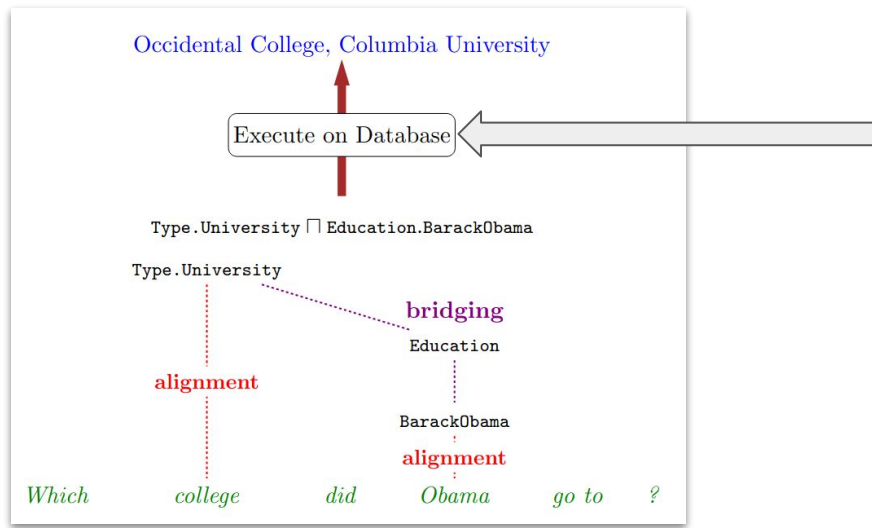 Occidental College, Columbia University
Execute on Database
Type.University ⊓ Education.BarackObama
Type.University
bridging
Education
alignment
BarackObama
alignment
Which college did Obama go to ?